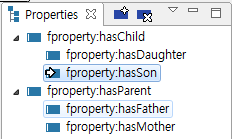 Properties
fproperty:hasChild
fproperty:hasDaughter
fproperty:hasSon
fproperty:hasParent
fproperty:hasFather
fproperty:hasMother